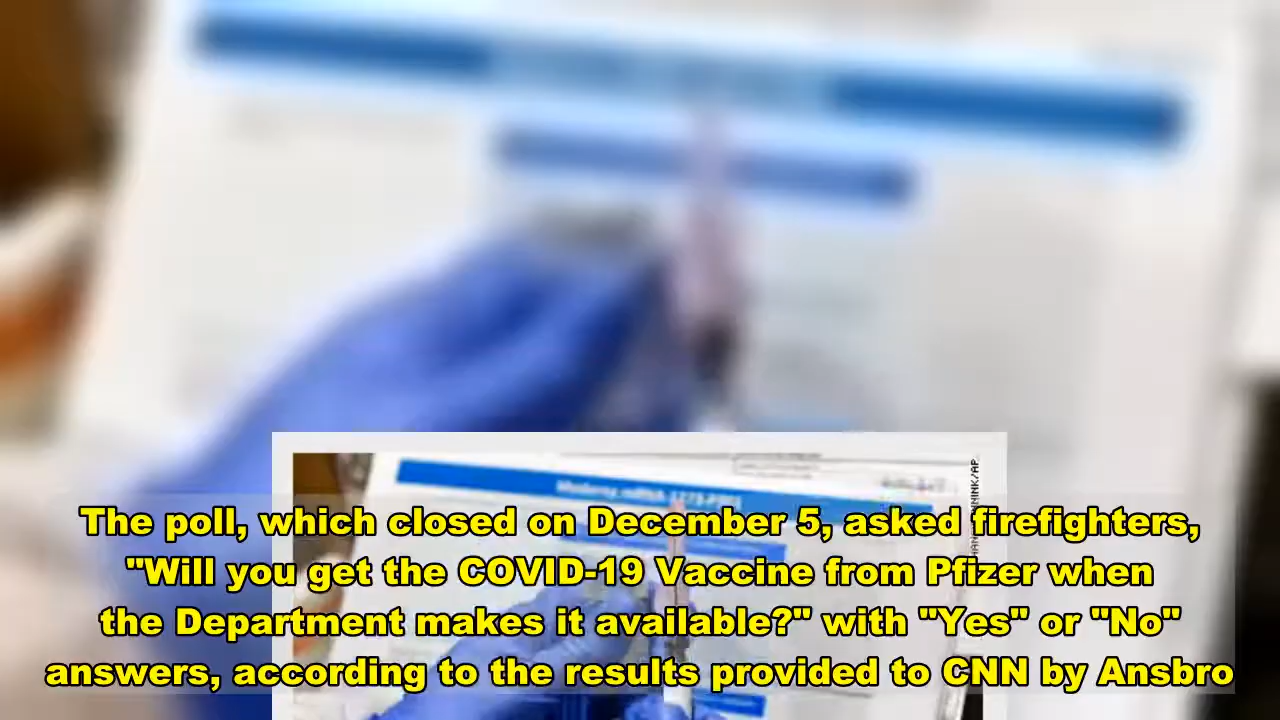 The poll, which closed on December 5, asked firefighters,
"Will you get the COVID-19 Vaccine from Pfizer when
the Department makes it available?" with "Yes" or "No"
answers, according to the results provided to CNN by Ansbro